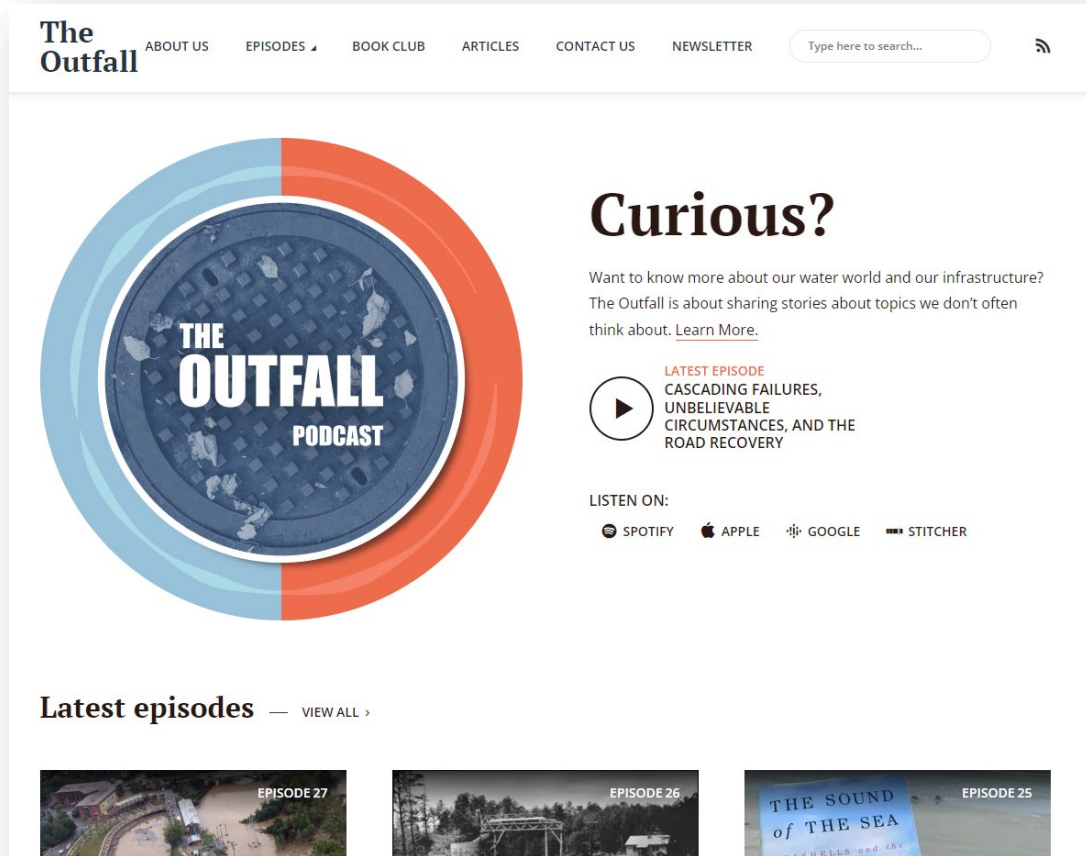 The
Outfall
ABOUT US
EPISODES
BOOK CLUB
ARTICLES
CONTACT US
NEWSLETTER
Type here to search...
THE
OUTFALL
PODCAST
Curious?
Want to know more about our water world and our infrastructure?
The Outfall is about sharing stories about topics we don’t often
think about. Learn More.
LATEST EPISODE
CASCADING FAILURES,
UNBELIEVABLE
CIRCUMSTANCES, AND THE
ROAD RECOVERY
LISTEN ON:
SPOTIFY
APPLE
GOOGLE
STITCHER
Latest episodes
VIEW ALL ›
EPISODE 27
EPISODE 26
EPISODE 25
THE SOUND
of THE SEA
and the